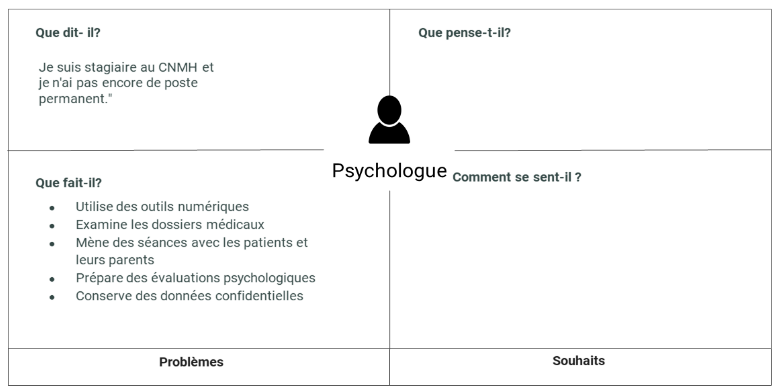 Que dit- il?
Je suis stagiaire au CNMH et
je n'ai pas encore de poste
permanent."
Que pense-t-il?
Psychologue
Que fait-il?
• Utilise des outils numériques
• Examine les dossiers médicaux
• Mène des séances avec les patients et
leurs parents
• Prépare des évaluations psychologiques
• Conserve des données confidentielles
Comment se sent-il ?
Problèmes
Souhaits